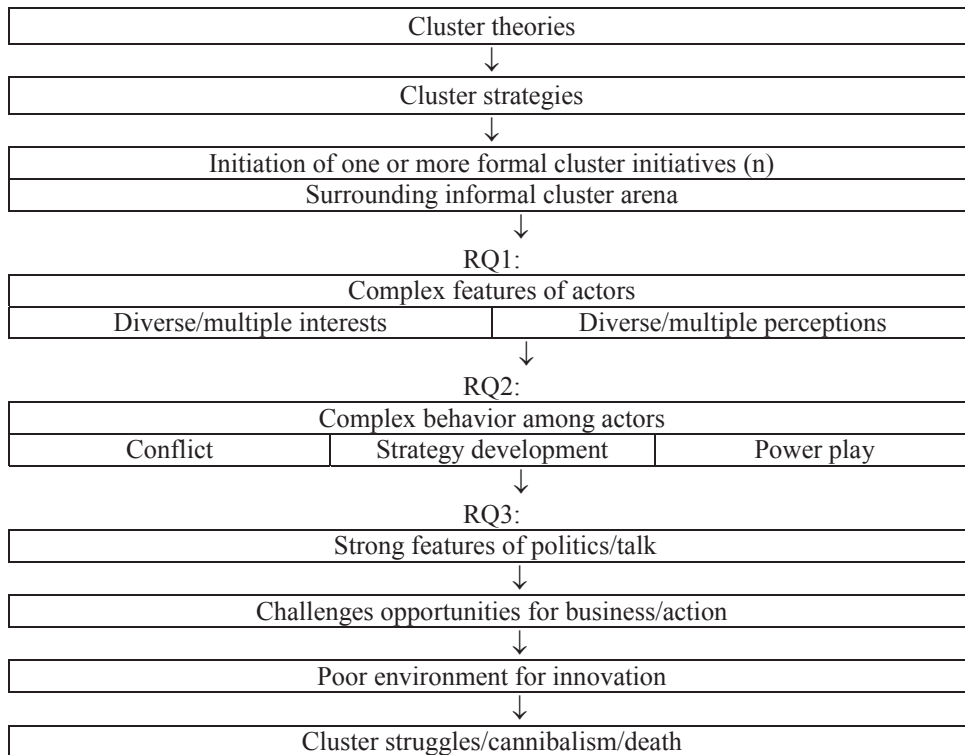 Cluster theories
↓
Cluster strategies
↓
Initiation of one or more formal cluster initiatives (n)
Surrounding informal cluster arena
↓
RQ1:
Complex features of actors
Diverse/multiple interests Diverse/multiple perceptions
↓
RQ2:
Complex behavior among actors
Conflict Strategy development Power play
↓
RQ3:
Strong features of politics/talk
↓
Challenges opportunities for business/action
↓
Poor environment for innovation
↓
Cluster struggles/cannibalism/death